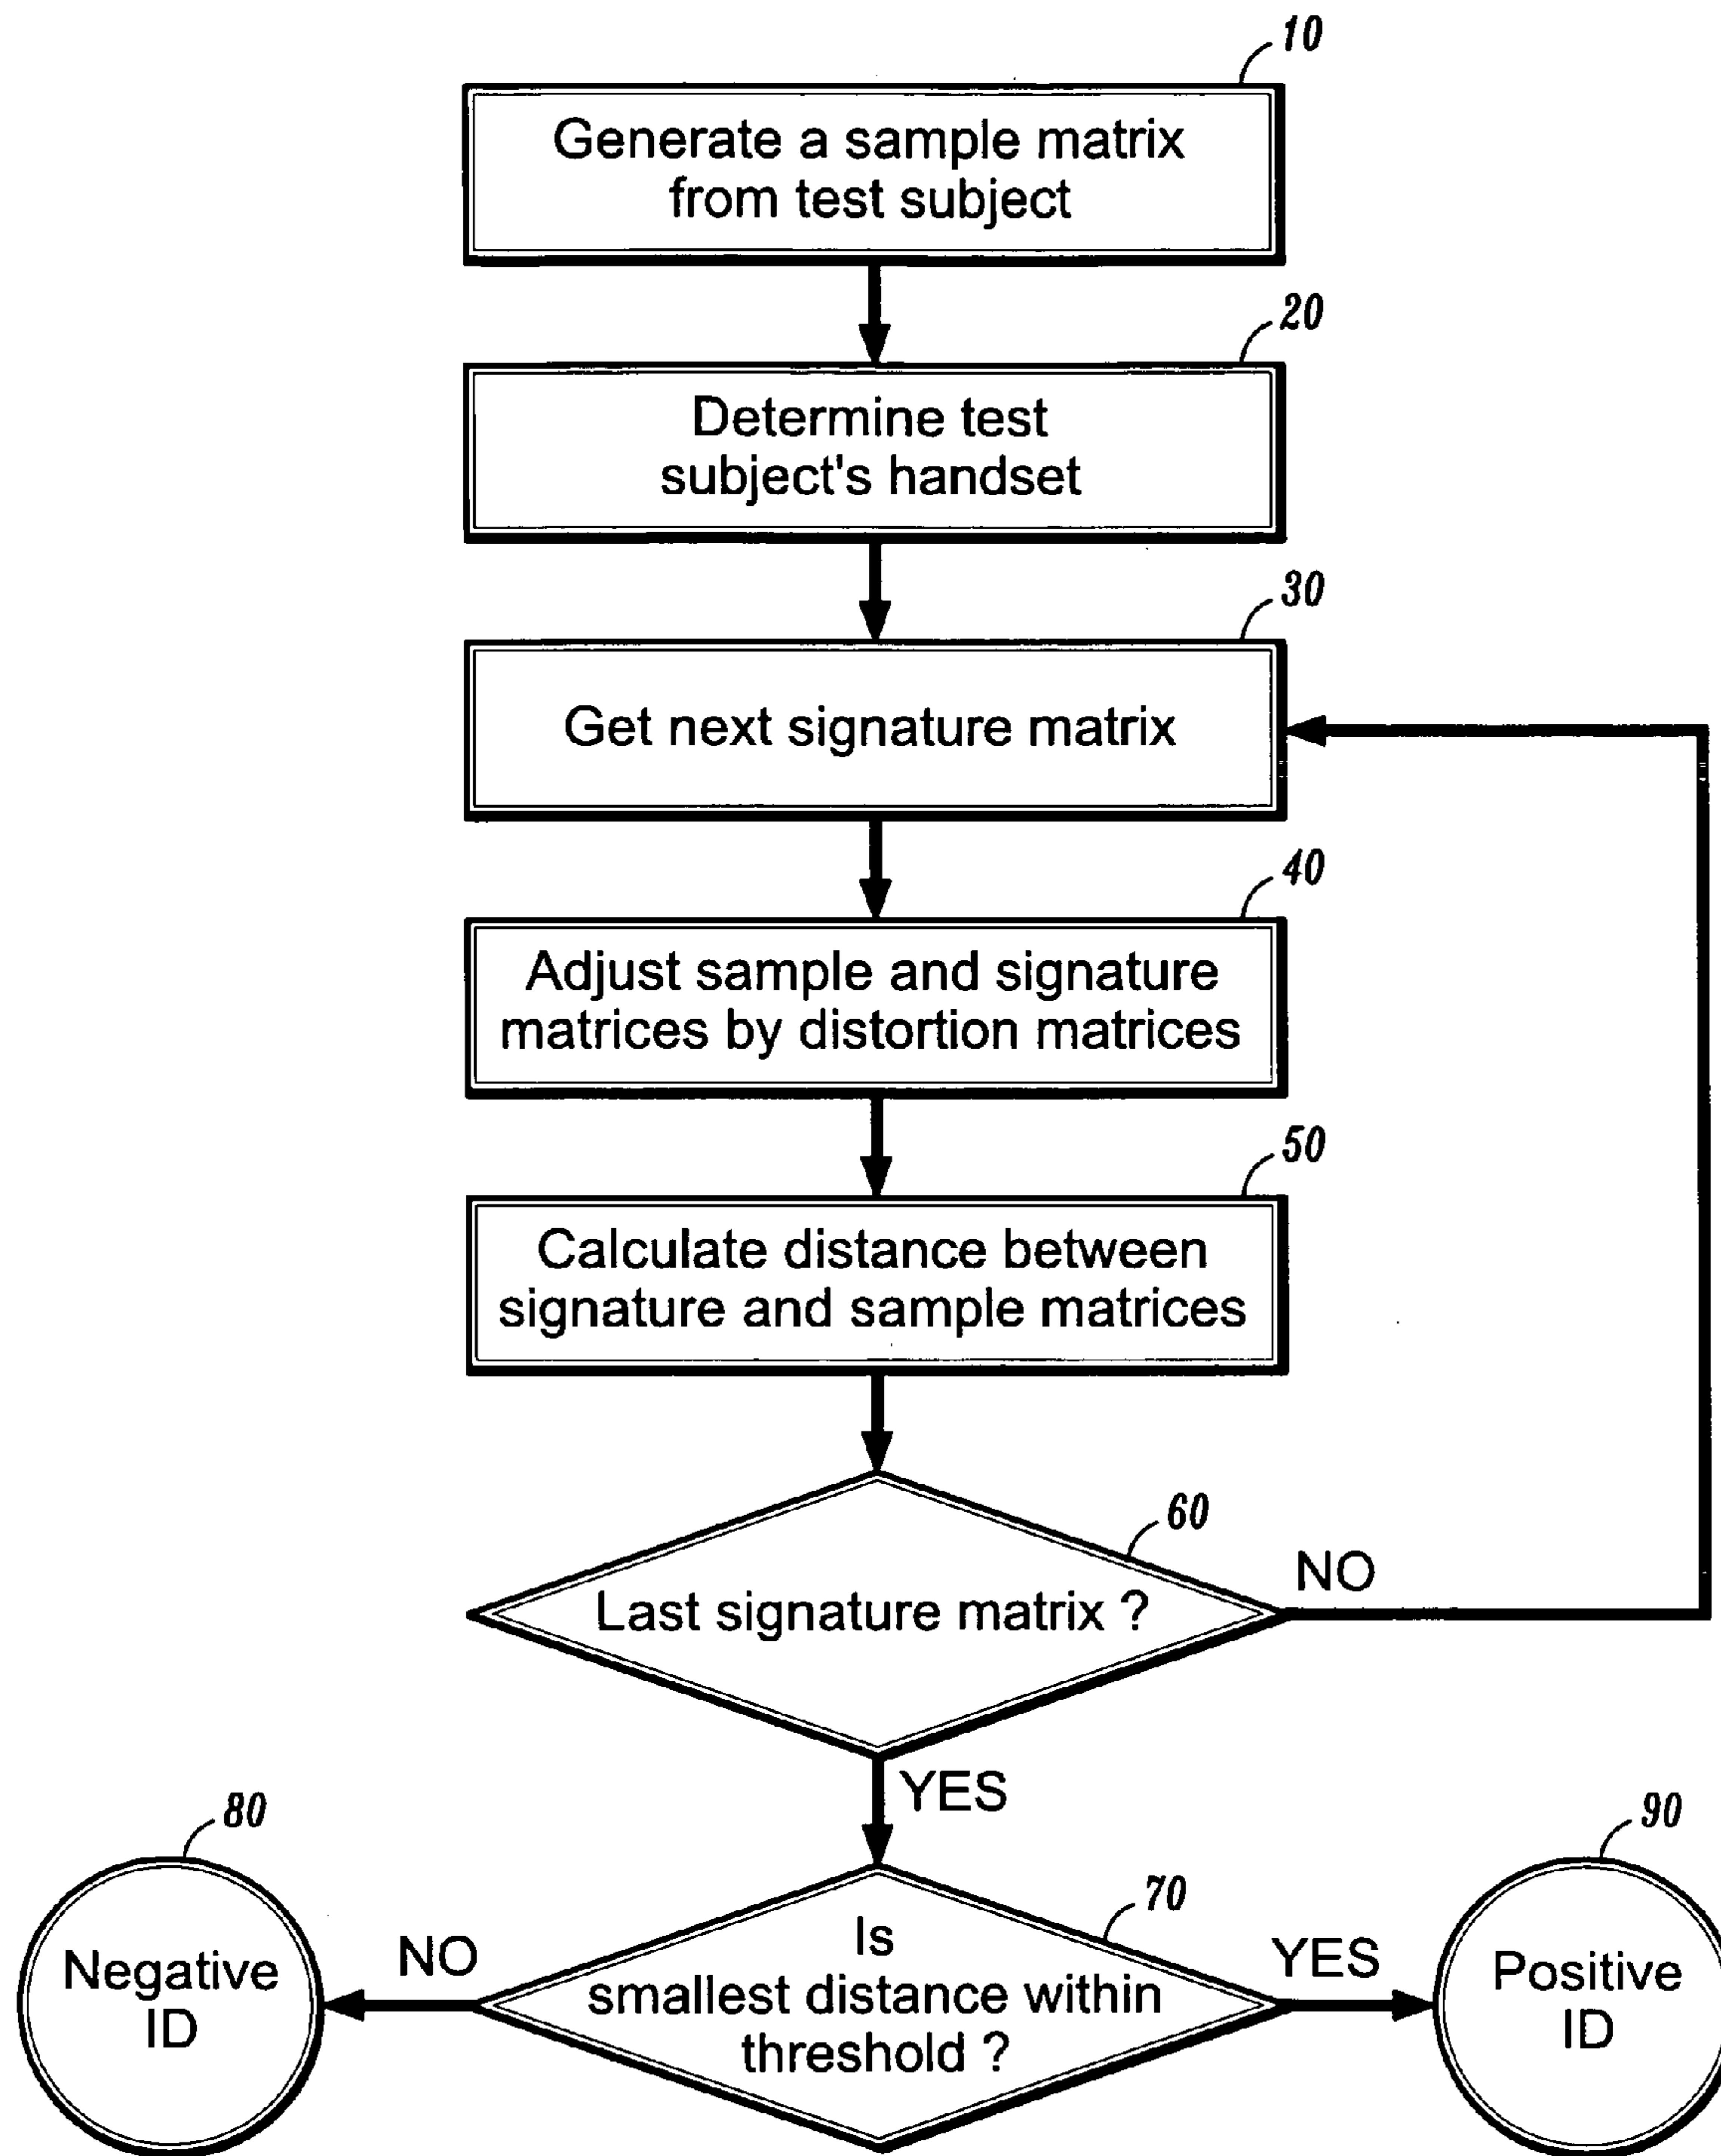 10
Generate a sample matrix
from test subject
20
Determine test
subject's handset
30
Get next signature matrix
40
Adjust sample and signature
matrices by distortion matrices
50
Calculate distance between
signature and sample matrices
60
Last signature matrix ?
NO
YES
80
Negative
ID
NO
70
Is
smallest distance within
threshold ?
YES
90
Positive
ID